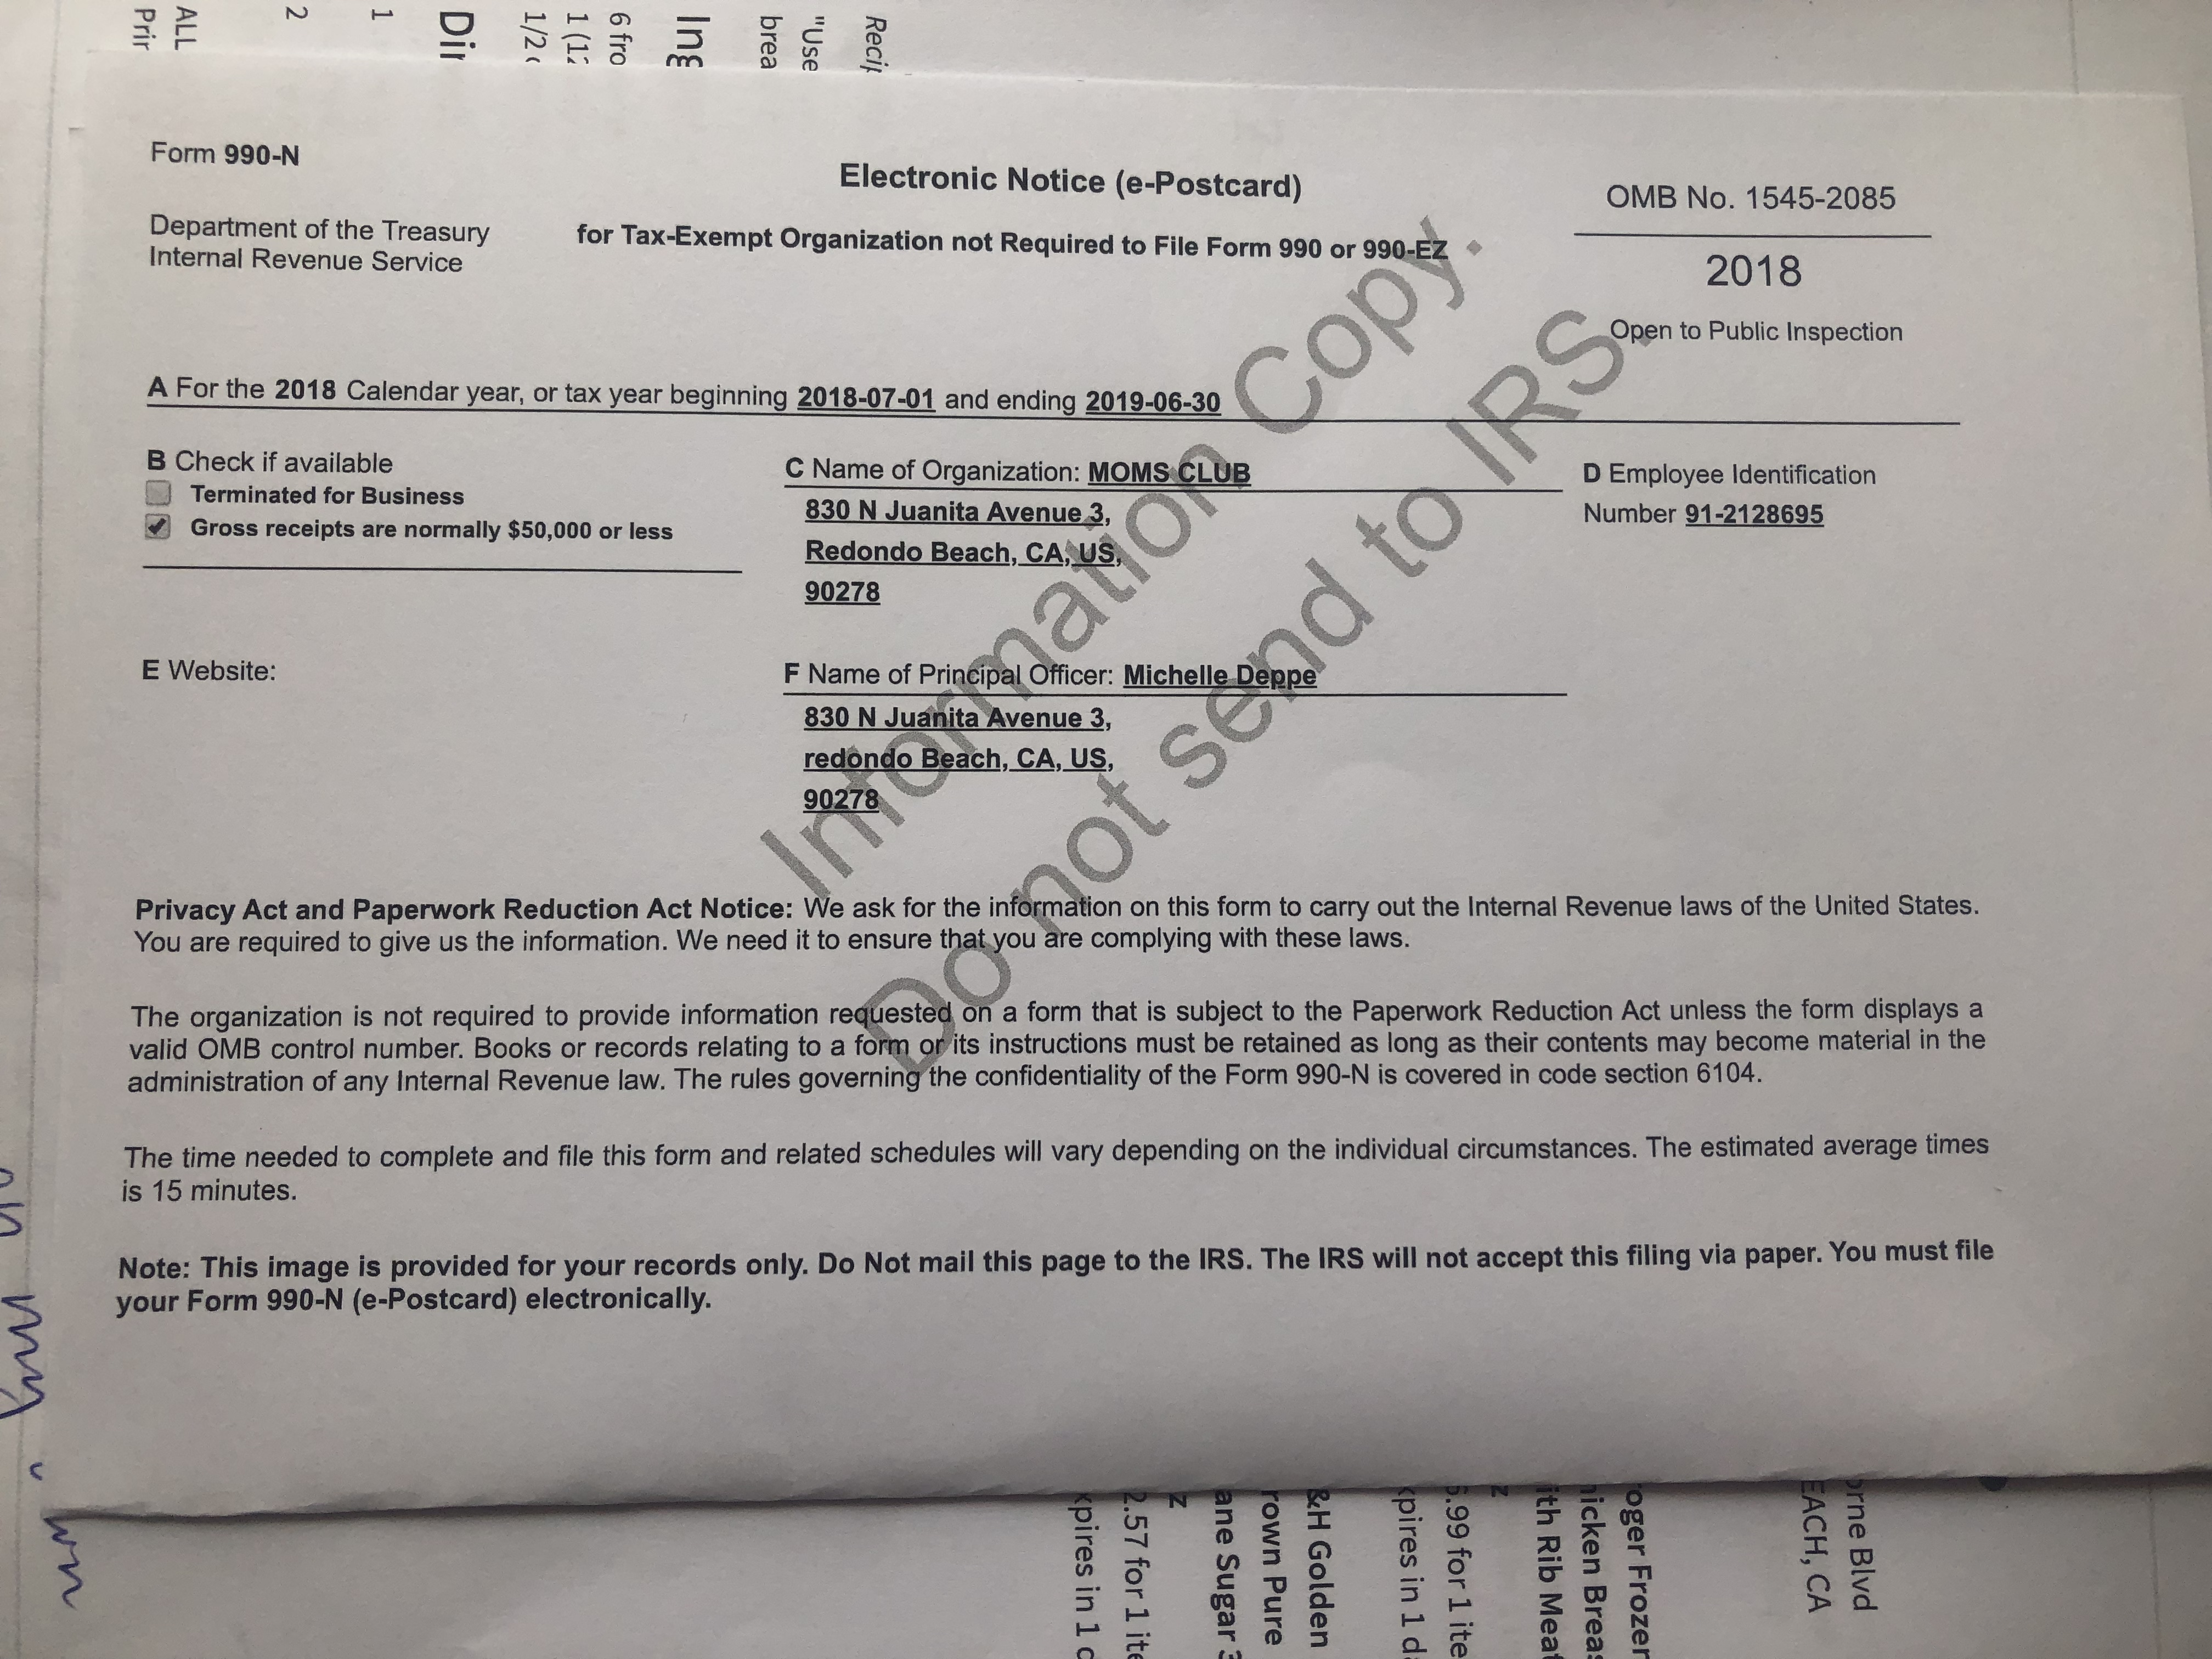 Recip
"Use
brea
Ing
6 fro
1 (12
1/2 c
Dir
1
2
ALL
Prir
Form 990-N
Department of the Treasury
Internal Revenue Service
Electronic Notice (e-Postcard)
for Tax-Exempt Organization not Required to File Form 990 or 990-EZ
OMB No. 1545-2085
2018
Open to Public Inspection
A For the 2018 Calendar year, or tax year beginning 2018-07-01 and ending 2019-06-30
B Check if available
Terminated for Business
Gross receipts are normally $50,000 or less
C Name of Organization: MOMS CLUB
830 N Juanita Avenue 3,
Redondo Beach, CA, US,
90278
D Employee Identification
Number 91-2128695
E Website:
F Name of Principal Officer: Michelle Deppe
830 N Juanita Avenue 3,
redondo Beach, CA, US,
90278
Information Copy.
Do not send to IRS.
Privacy Act and Paperwork Reduction Act Notice: We ask for the information on this form to carry out the Internal Revenue laws of the United States.
You are required to give us the information. We need it to ensure that you are complying with these laws.
The organization is not required to provide information requested on a form that is subject to the Paperwork Reduction Act unless the form displays a
valid OMB control number. Books or records relating to a form or its instructions must be retained as long as their contents may become material in the
administration of any Internal Revenue law. The rules governing the confidentiality of the Form 990-N is covered in code section 6104.
The time needed to complete and file this form and related schedules will vary depending on the individual circumstances. The estimated average times
is 15 minutes.
Note: This image is provided for your records only. Do Not mail this page to the IRS. The IRS will not accept this filing via paper. You must file
your Form 990-N (e-Postcard) electronically.
orne Blvd
EACH, CA
oger Frozen
hicken Breas
ith Rib Meat
z
5.99 for 1 ite
xpires in 1 da
&H Golden
rown Pure
ane Sugar 3
z
2.57 for 1 ite
xpires in 1 d